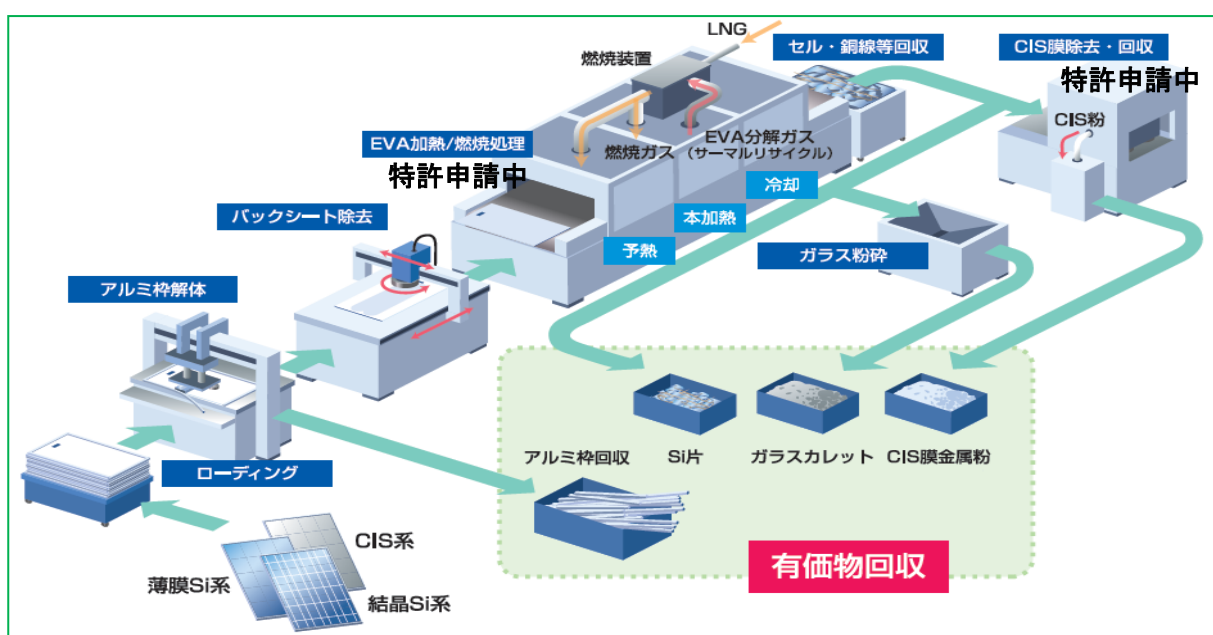 LNG
燃焼装置
セル・銅線等回収
CIS膜除去・回収
特許申請中
CIS粉
EVA加熱/燃焼処理
特許申請中
燃焼ガス
EVA分解ガス
(サーマルリサイクル)
冷却
本加熱
予熱
バックシート除去
ガラス粉砕
アルミ枠解体
ローディング
アルミ枠回収
Si片
ガラスカレット
CIS膜金属粉
CIS系
薄膜Si系
結晶Si系
有価物回収